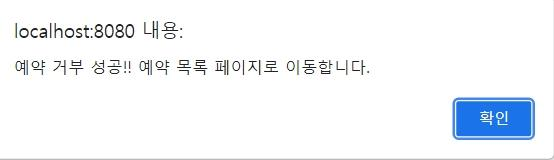 localhost:8080 내용:
예약 거부 성공!! 예약 목록 페이지로 이동합니다.
확인